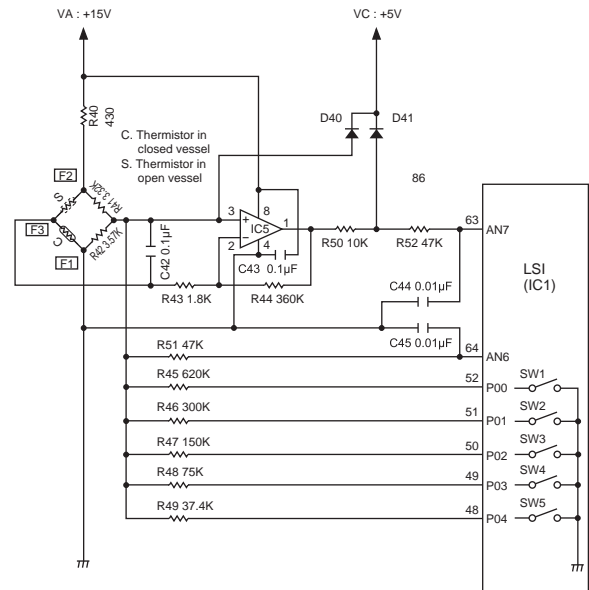 VA : +15V
VC : +5V
R40
430
D40
D41
C. Thermistor in
closed vessel
S. Thermistor in
open vessel
86
F2
S
R41 3.32K
F3
C
R42 3.57K
F1
C42 0.1μF
3
+
8
IC5
1
2
−
4
R50 10K
R52 47K
63
AN7
LSI
(IC1)
C43 0.1μF
R43 1.8K
R44 360K
C44 0.01μF
C45 0.01μF
R51 47K
64
AN6
R45 620K
52
P00
SW1
R46 300K
51
P01
SW2
R47 150K
50
P02
SW3
R48 75K
49
P03
SW4
R49 37.4K
48
P04
SW5